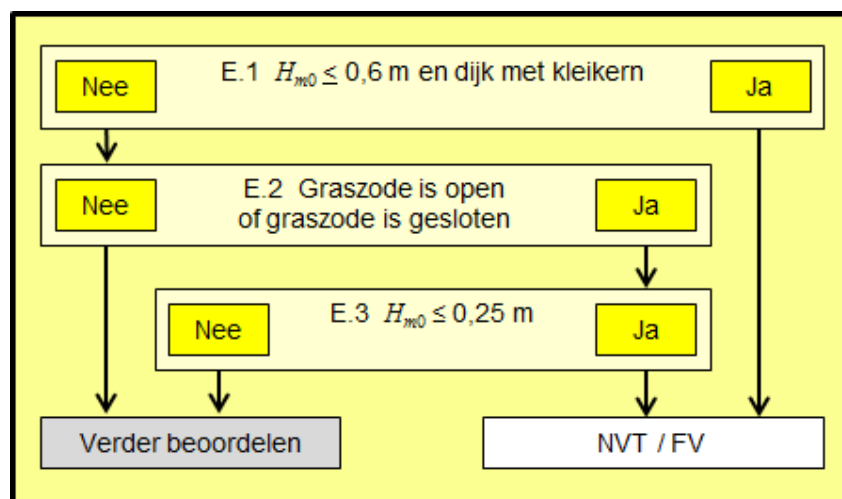 E.1 Hm0 ≤ 0,6 m en dijk met kleikern
Nee
Ja
E.2 Graszode is open
of graszode is gesloten
Nee
Ja
E.3 Hm0 ≤ 0,25 m
Nee
Ja
Verder beoordelen
NVT / FV